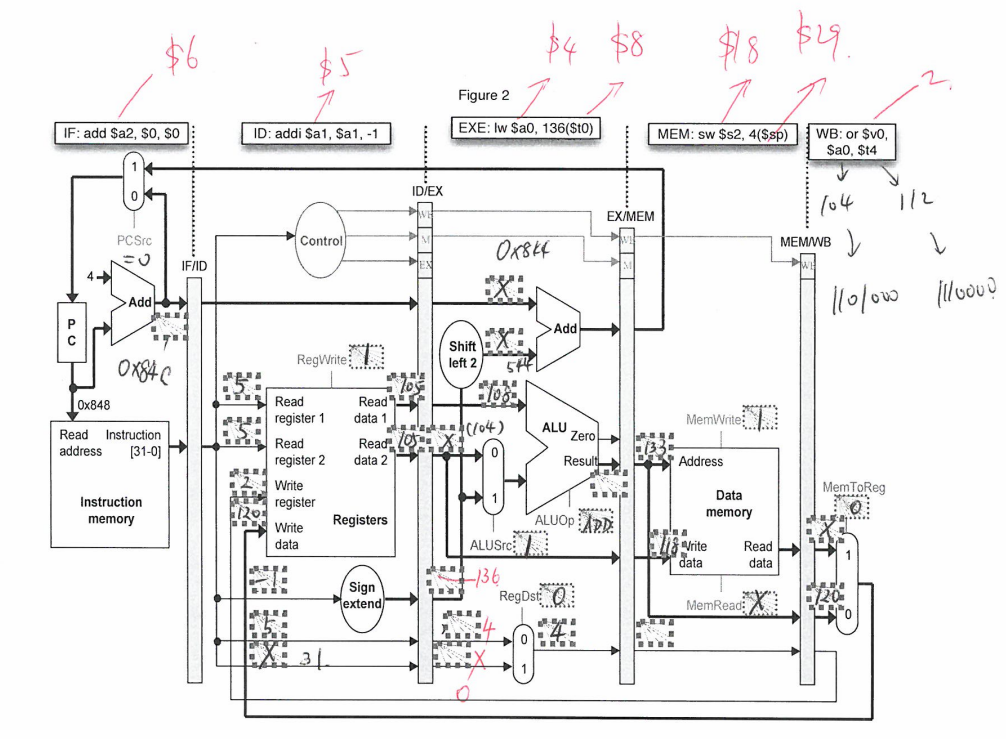 $6
$5
$4
$8
$18
$29.
2.
Figure 2
IF: add $a2, $0, $0
ID: addi $a1, $a1, -1
EXE: lw $a0, 136($t0)
MEM: sw $s2, 4($sp)
WB: or $v0,
$a0, $t4
104
112
1101000
1110000
1
0
PCSrc
=0
4
Add
P
C
0x84c
0x848
Read
address
Instruction
[31-0]
Instruction
memory
IF/ID
Control
ID/EX
WB
M
EX
EX/MEM
WB
M
MEM/WB
WB
0x844
X
X
544
Add
Shift
left 2
RegWrite 1
5
5
2
120
Read
register 1
Read
register 2
Write
register
Write
data
Read
data 1
Read
data 2
Registers
105
105
108
X
(104)
0
1
ALU
Zero
Result
ALUOp ADD
ALUSrc 1
-1
Sign
extend
136
5
X
31
4
X
0
RegDst 0
0
1
4
133
118
MemWrite 1
Address
Data
memory
Write
data
Read
data
MemRead X
MemToReg
0
X
1
120
0